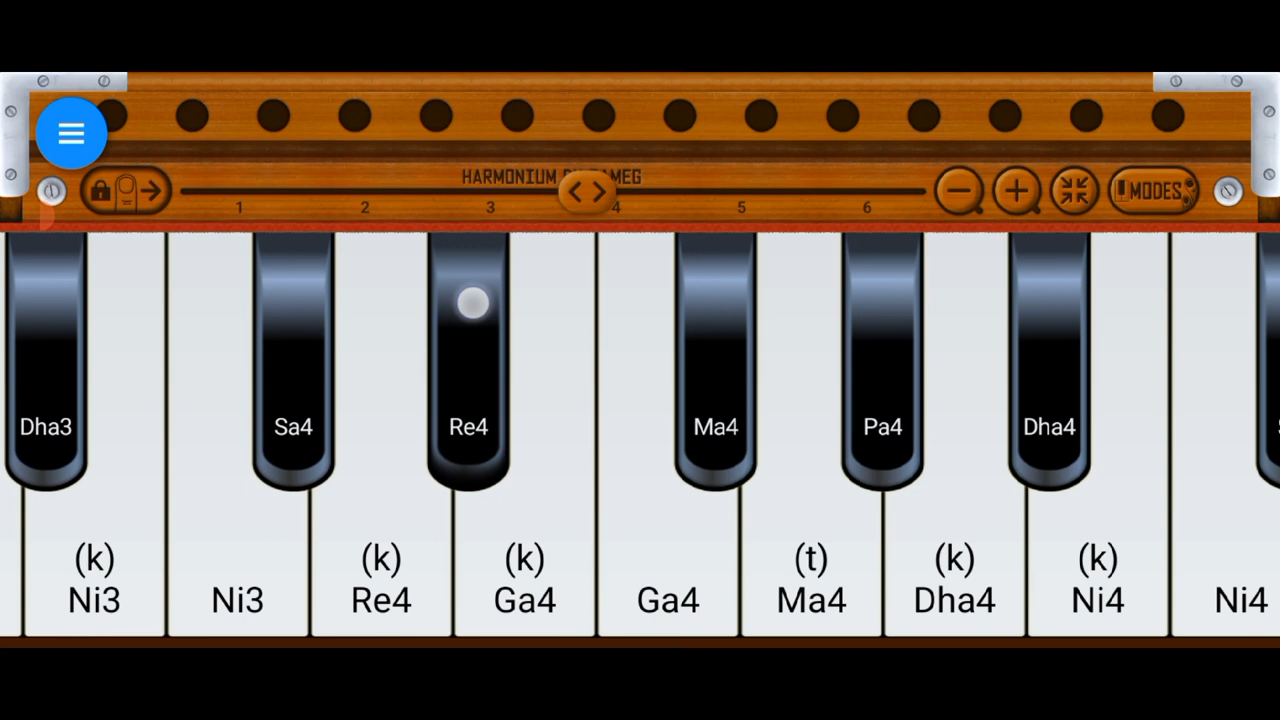 HARMONIUM MEG
1 2 3 4 5 6
MODES
Dha3 Sa4 Re4 Ma4 Pa4 Dha4
(k) (k) (k) (t) (k) (k)
Ni3 Ni3 Re4 Ga4 Ga4 Ma4 Dha4 Ni4 Ni4